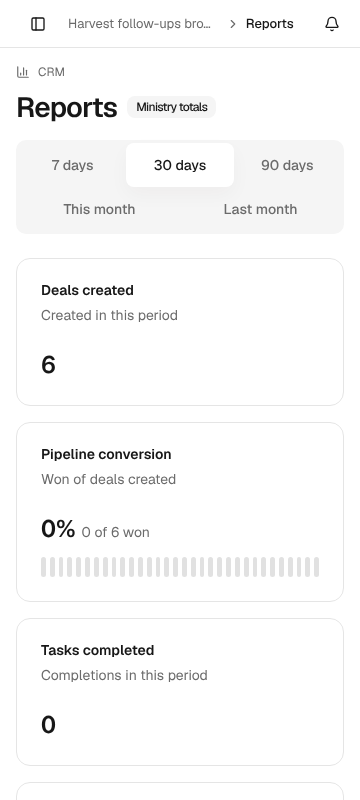 Harvest follow-ups bro... > Reports
CRM
Reports Ministry totals
7 days 30 days 90 days
This month Last month
Deals created
Created in this period
6
Pipeline conversion
Won of deals created
0% 0 of 6 won
Tasks completed
Completions in this period
0